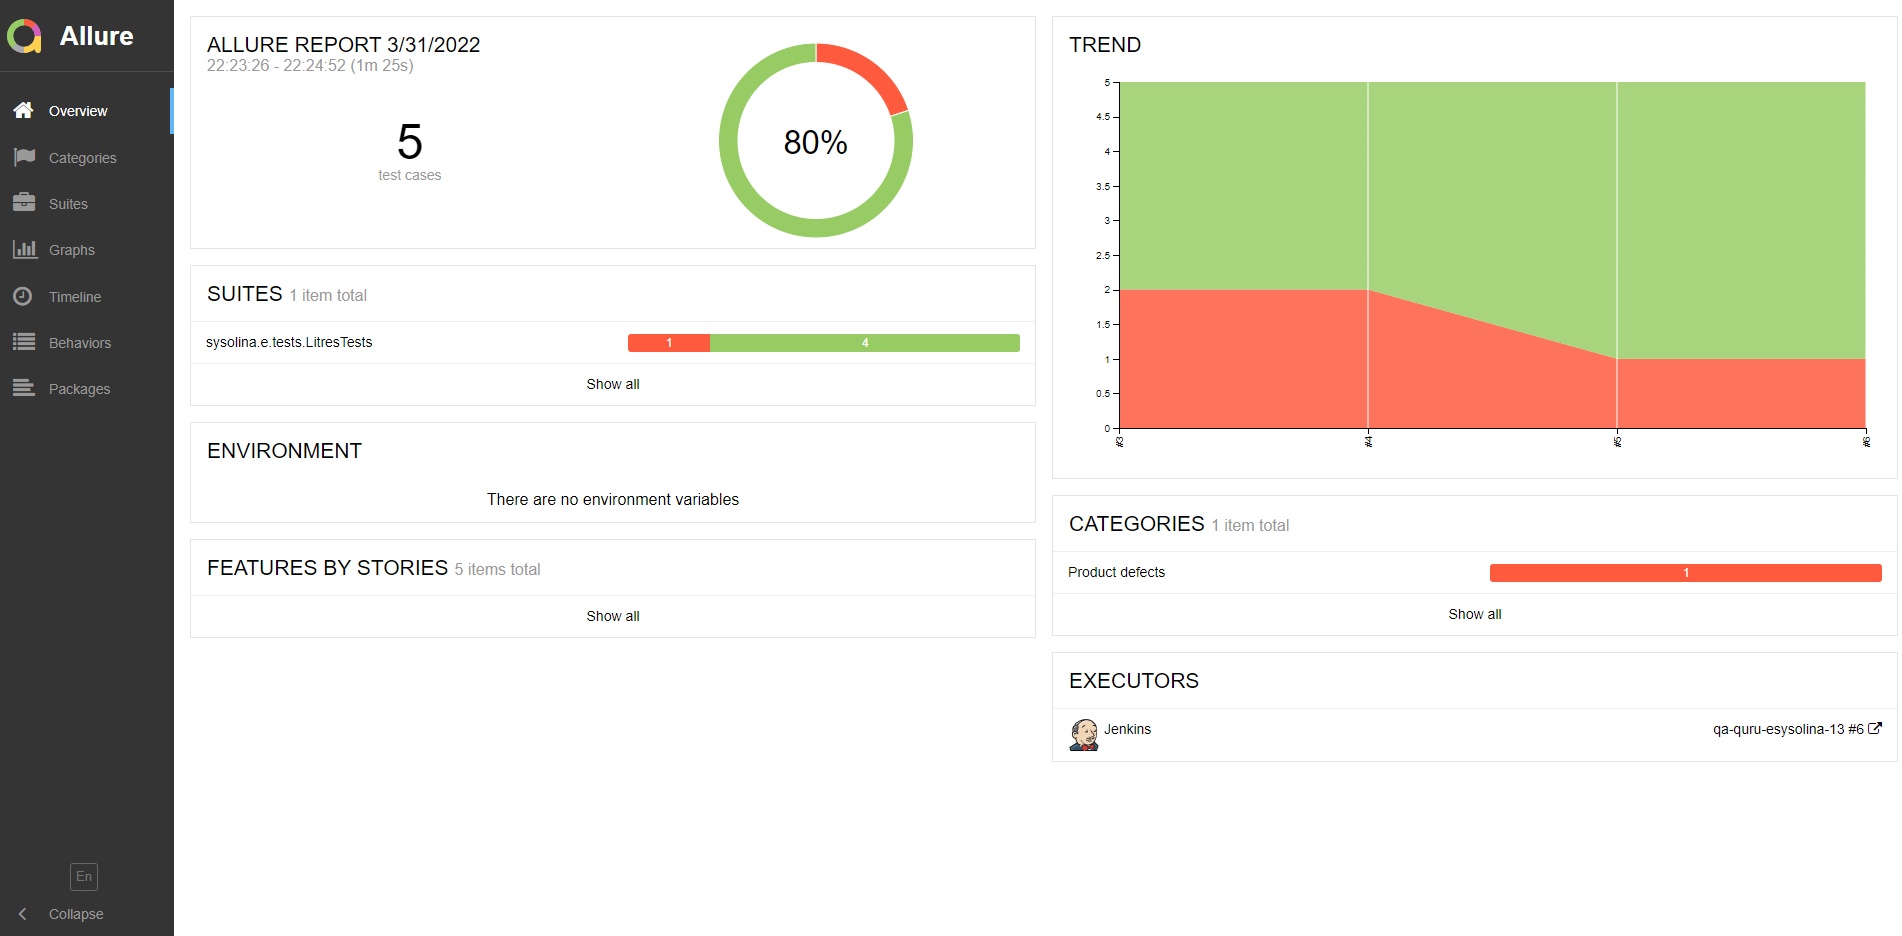 Allure
Overview
Categories
Suites
Graphs
Timeline
Behaviors
Packages
En
Collapse
ALLURE REPORT 3/31/2022
22:23:26 - 22:24:52 (1m 25s)
5
test cases
80%
SUITES 1 item total
sysolina.e.tests.LitresTests
1
4
Show all
ENVIRONMENT
There are no environment variables
FEATURES BY STORIES 5 items total
Show all
TREND
5
4.5
4
3.5
3
2.5
2
1.5
1
0.5
0
#3
#4
#5
#6
CATEGORIES 1 item total
Product defects
1
Show all
EXECUTORS
Jenkins
qa-quru-esysolina-13 #6